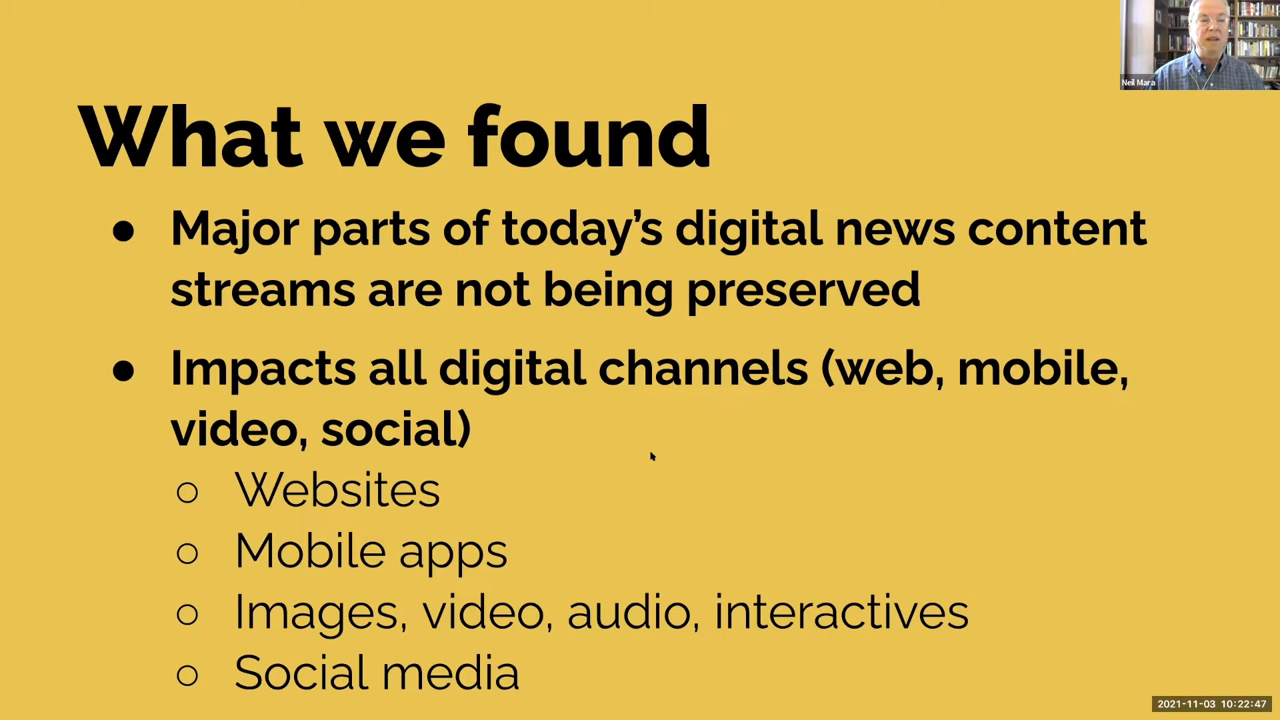 Neil Mara
What we found
● Major parts of today’s digital news content
streams are not being preserved
● Impacts all digital channels (web, mobile,
video, social)
○ Websites
○ Mobile apps
○ Images, video, audio, interactives
○ Social media
2021-11-03 10:22:47